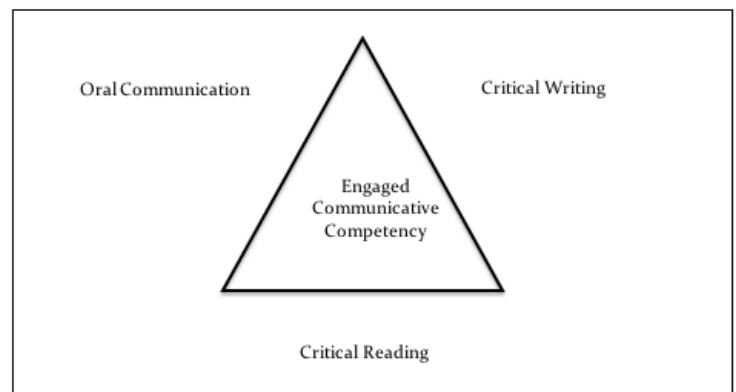 Oral Communication
Critical Writing
Engaged
Communicative
Competency
Critical Reading